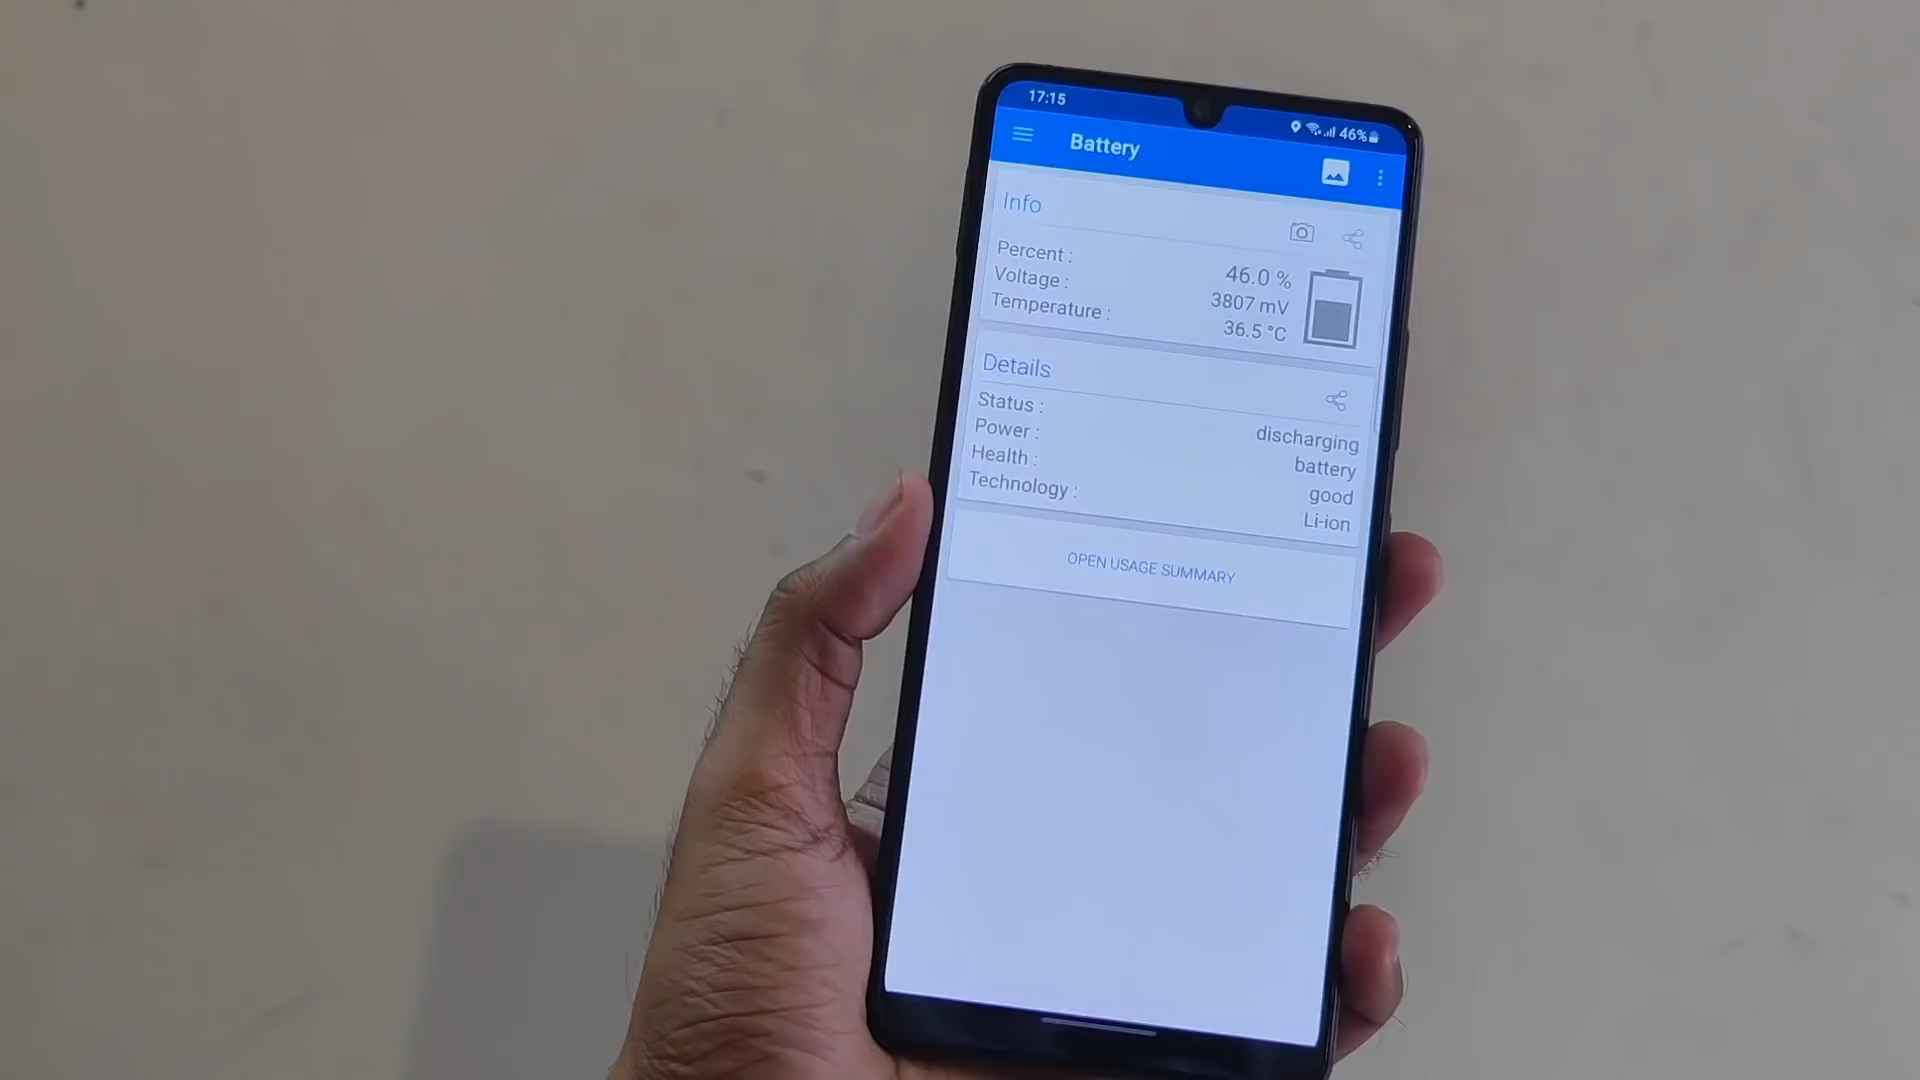 17:15
46%
Battery
Info
Percent : 46.0 %
Voltage : 3807 mV
Temperature : 36.5 °C
Details
Status : discharging
Power : battery
Health : good
Technology : Li-ion
OPEN USAGE SUMMARY